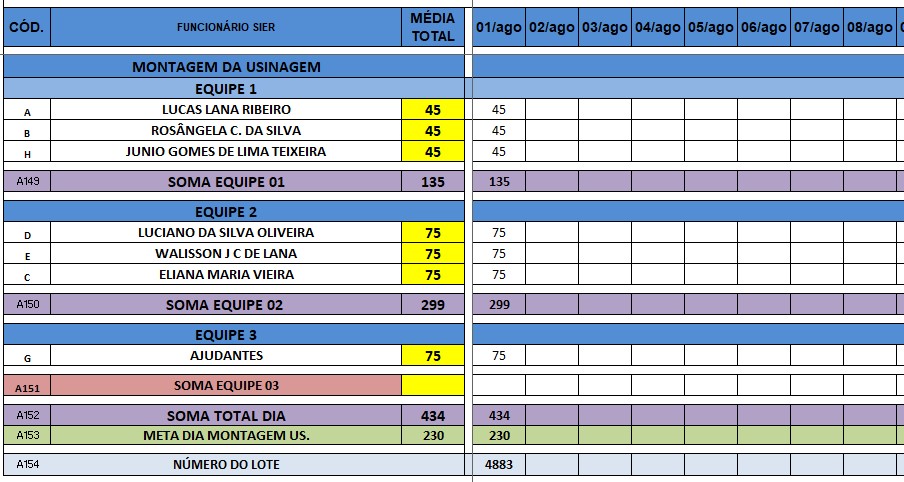 CÓD. FUNCIONÁRIO SIER MÉDIA TOTAL 01/ago 02/ago 03/ago 04/ago 05/ago 06/ago 07/ago 08/ago
MONTAGEM DA USINAGEM
EQUIPE 1
A LUCAS LANA RIBEIRO 45 45
B ROSÂNGELA C. DA SILVA 45 45
H JUNIO GOMES DE LIMA TEIXEIRA 45 45
A149 SOMA EQUIPE 01 135 135
EQUIPE 2
D LUCIANO DA SILVA OLIVEIRA 75 75
E WALISSON J C DE LANA 75 75
C ELIANA MARIA VIEIRA 75 75
A150 SOMA EQUIPE 02 299 299
EQUIPE 3
G AJUDANTES 75 75
A151 SOMA EQUIPE 03
A152 SOMA TOTAL DIA 434 434
A153 META DIA MONTAGEM US. 230 230
A154 NÚMERO DO LOTE 4883